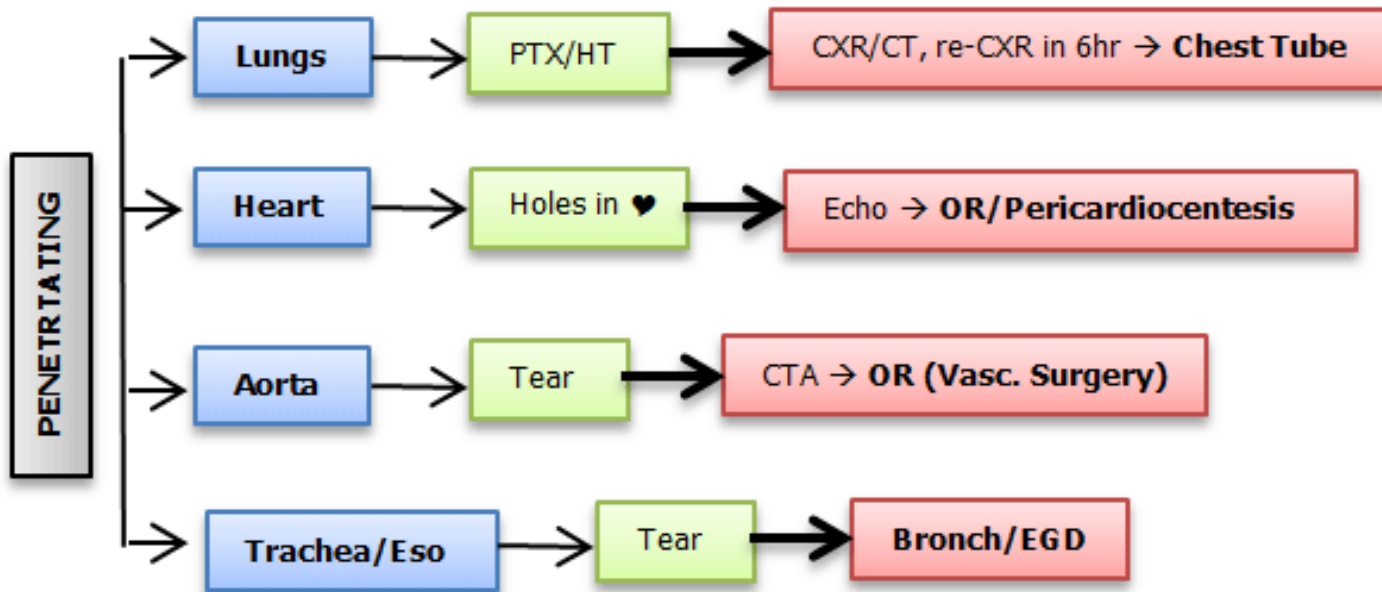 PENETRTATING
Lungs
PTX/HT
CXR/CT, re-CXR in 6hr → Chest Tube
Heart
Holes in ♥
Echo → OR/Pericardiocentesis
Aorta
Tear
CTA → OR (Vasc. Surgery)
Trachea/Eso
Tear
Bronch/EGD